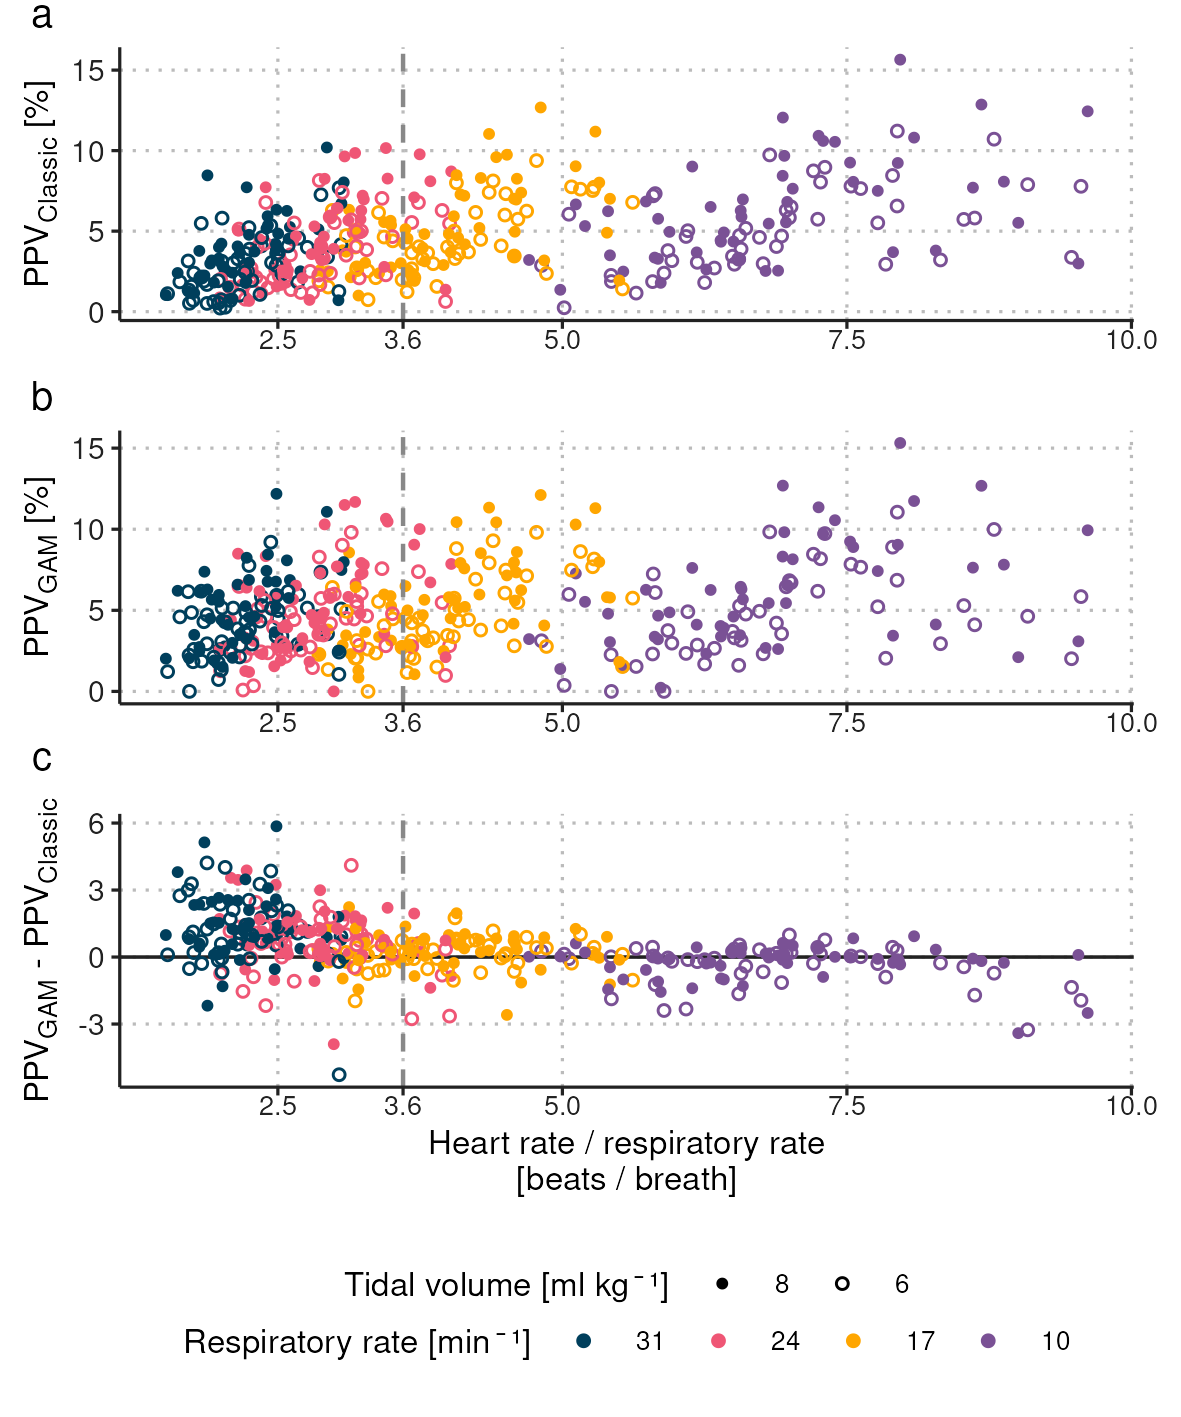 a
PPVClassic [%]
15
10
5
0
2.5 3.6 5.0 7.5 10.0
b
PPVGAM [%]
15
10
5
0
2.5 3.6 5.0 7.5 10.0
c
PPVGAM - PPVClassic
6
3
0
-3
2.5 3.6 5.0 7.5 10.0
Heart rate / respiratory rate
[beats / breath]
Tidal volume [ml kg⁻¹] 8 6
Respiratory rate [min⁻¹] 31 24 17 10